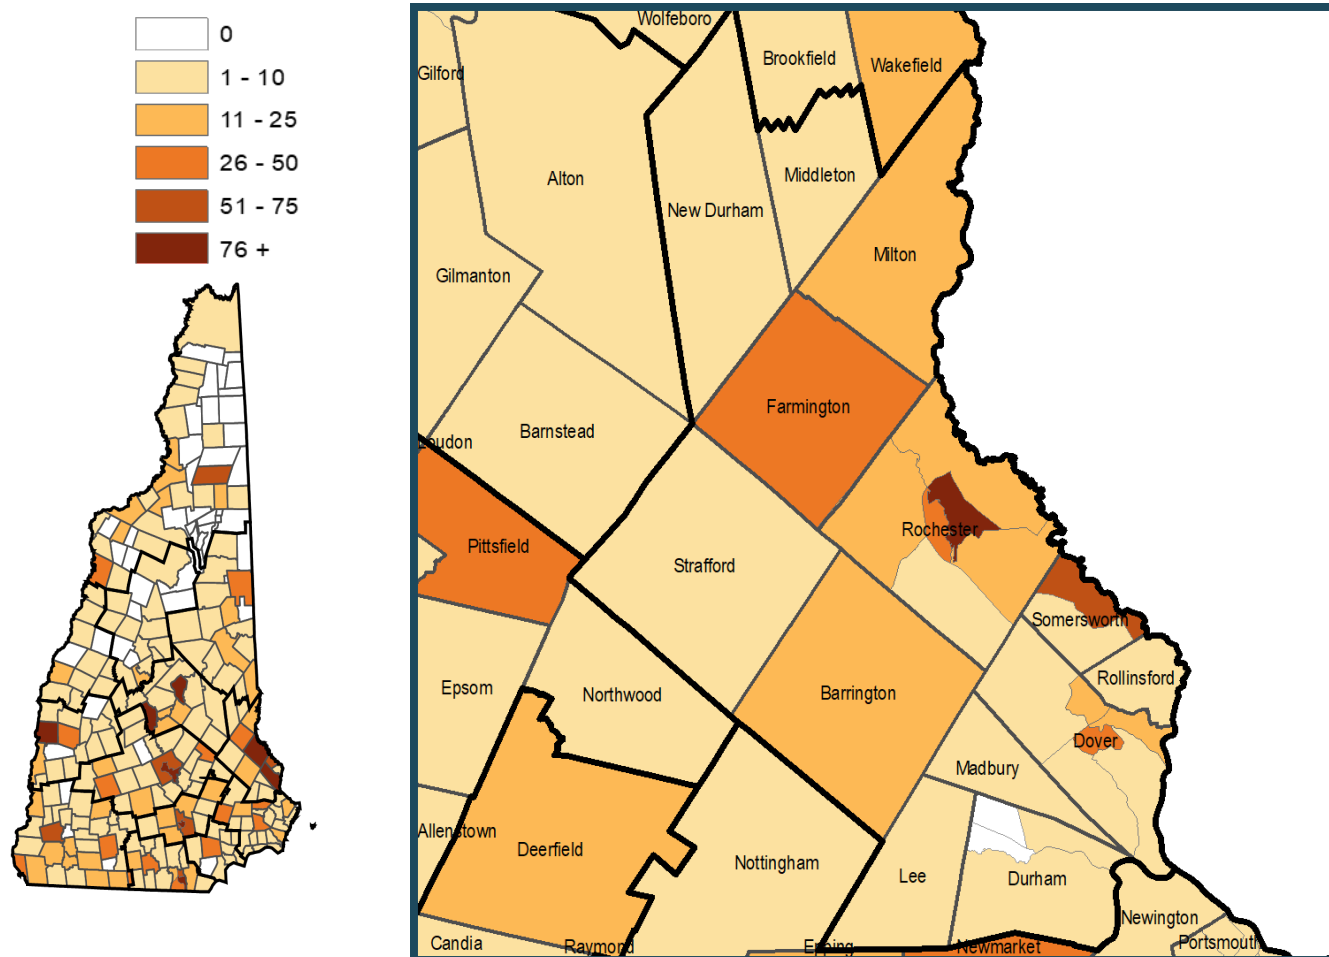 0
1 - 10
11 - 25
26 - 50
51 - 75
76 +
Wolfeboro
Brookfield
Wakefield
Gilford
Alton
Middleton
New Durham
Milton
Gilmanton
Farmington
Barnstead
Loudon
Rochester
Pittsfield
Strafford
Somersworth
Rollinsford
Epsom
Northwood
Barrington
Dover
Madbury
Allenstown
Deerfield
Nottingham
Lee
Durham
Newington
Candia
Raymond
Epping
Newmarket
Portsmouth